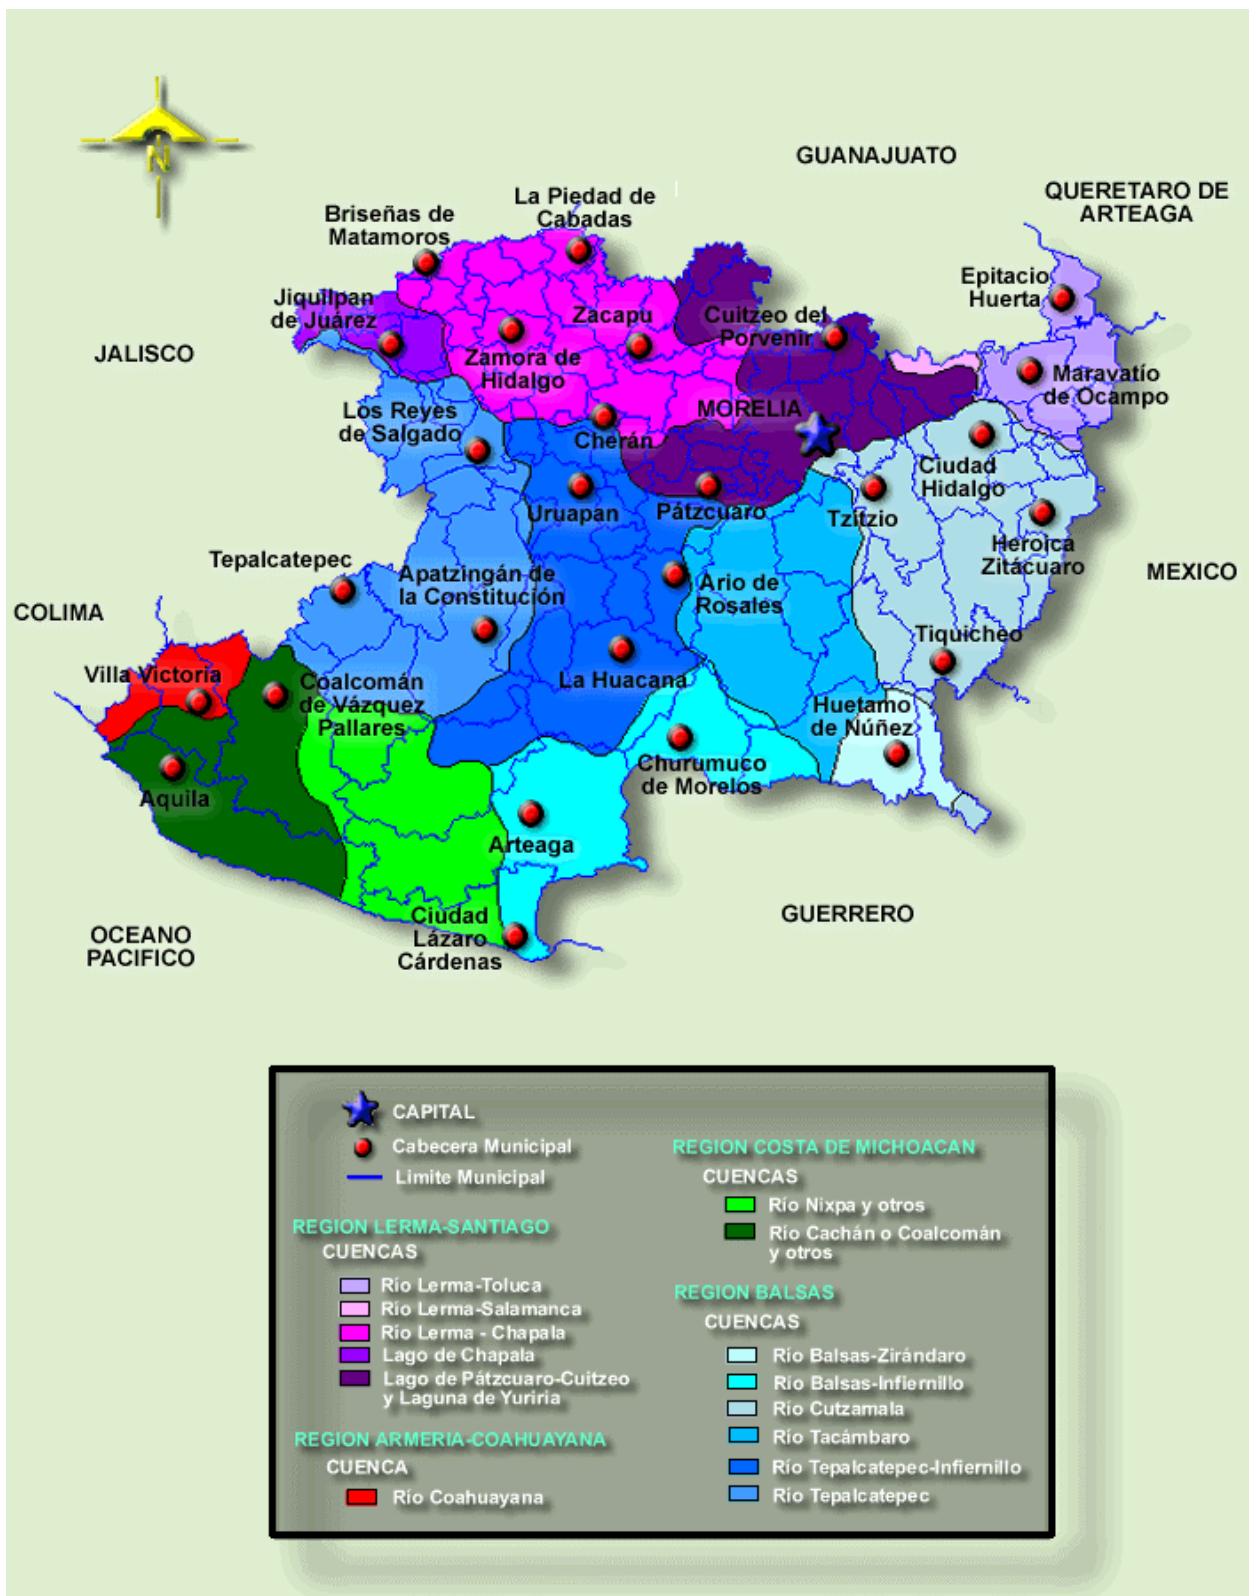 N
GUANAJUATO
QUERETARO DE
ARTEAGA
La Piedad de
Cabadas
Briseñas de
Matamoros
Epitacio
Huerta
Jiquilpan
de Juárez
Zacapu
Cuitzeo del
Porvenir
JALISCO
Zamora de
Hidalgo
Maravatío
de Ocampo
Los Reyes
de Salgado
MORELIA
Cherán
Ciudad
Hidalgo
Uruapan
Pátzcuaro
Tzitzio
Heroica
Zitácuaro
MEXICO
Tepalcatepec
Apatzingán de
la Constitución
Ario de
Rosales
COLIMA
Tiquicheo
Villa Victoria
Coalcomán
de Vázquez
Pallares
La Huacana
Huetamo
de Núñez
Churumuco
de Morelos
Aquila
Arteaga
Ciudad
Lázaro
Cárdenas
GUERRERO
OCEANO
PACIFICO
CAPITAL
Cabecera Municipal
Limite Municipal
REGION LERMA-SANTIAGO
CUENCAS
Río Lerma-Toluca
Río Lerma-Salamanca
Río Lerma - Chapala
Lago de Chapala
Lago de Pátzcuaro-Cuitzeo
y Laguna de Yuriria
REGION ARMERIA-COAHUAYANA
CUENCA
Río Coahuayana
REGION COSTA DE MICHOACAN
CUENCAS
Río Nixpa y otros
Río Cachán o Coalcomán
y otros
REGION BALSAS
CUENCAS
Río Balsas-Zirándaro
Río Balsas-Infiernillo
Río Cutzamala
Río Tacámbaro
Río Tepalcatepec-Infiernillo
Río Tepalcatepec